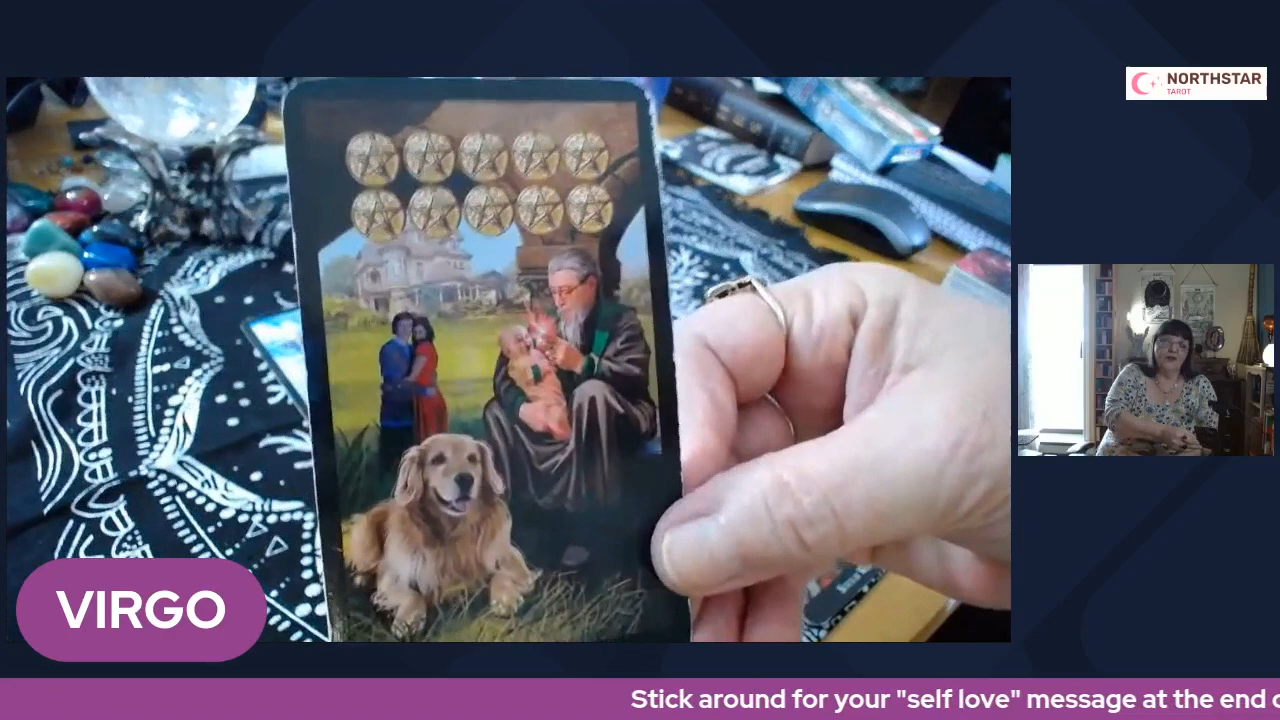 NORTHSTAR
TAROT
VIRGO
Stick around for your "self love" message at the end